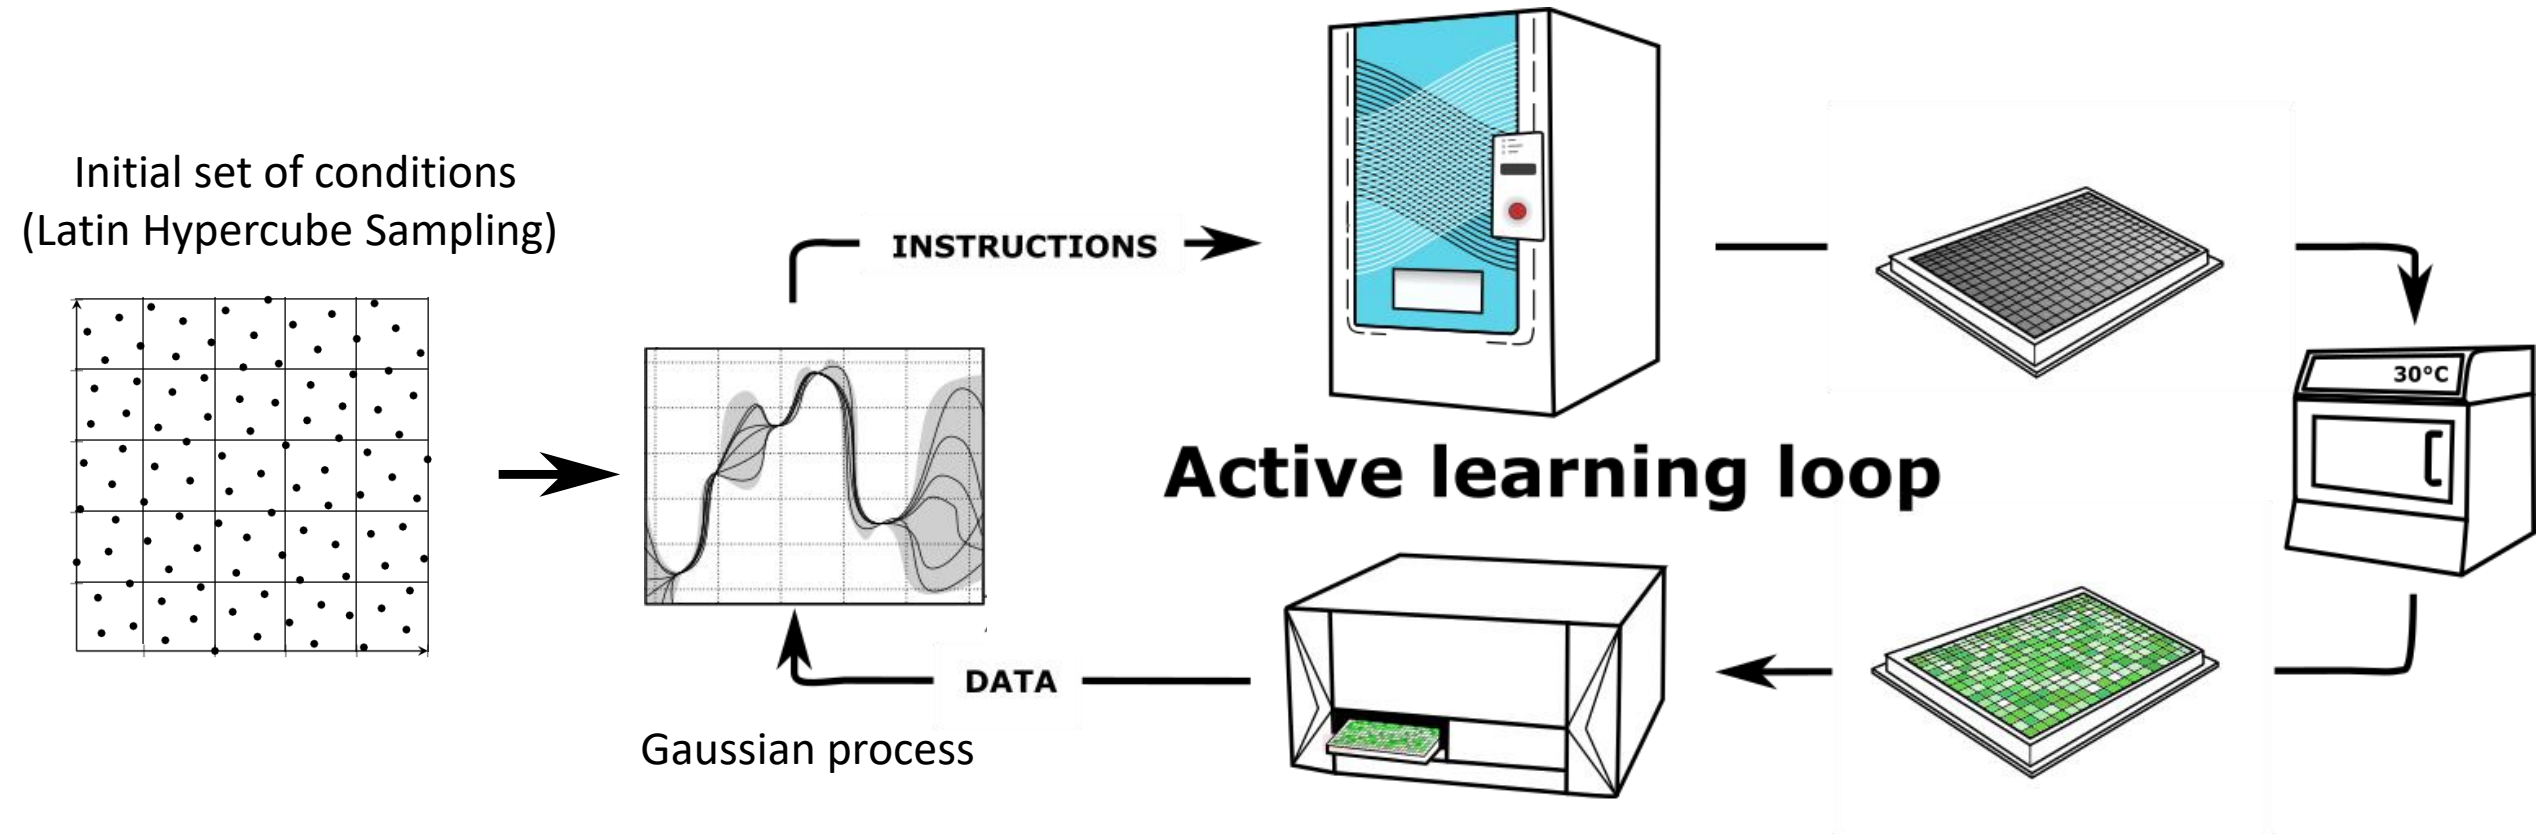 Initial set of conditions
(Latin Hypercube Sampling)
INSTRUCTIONS
30°C
Active learning loop
DATA
Gaussian process